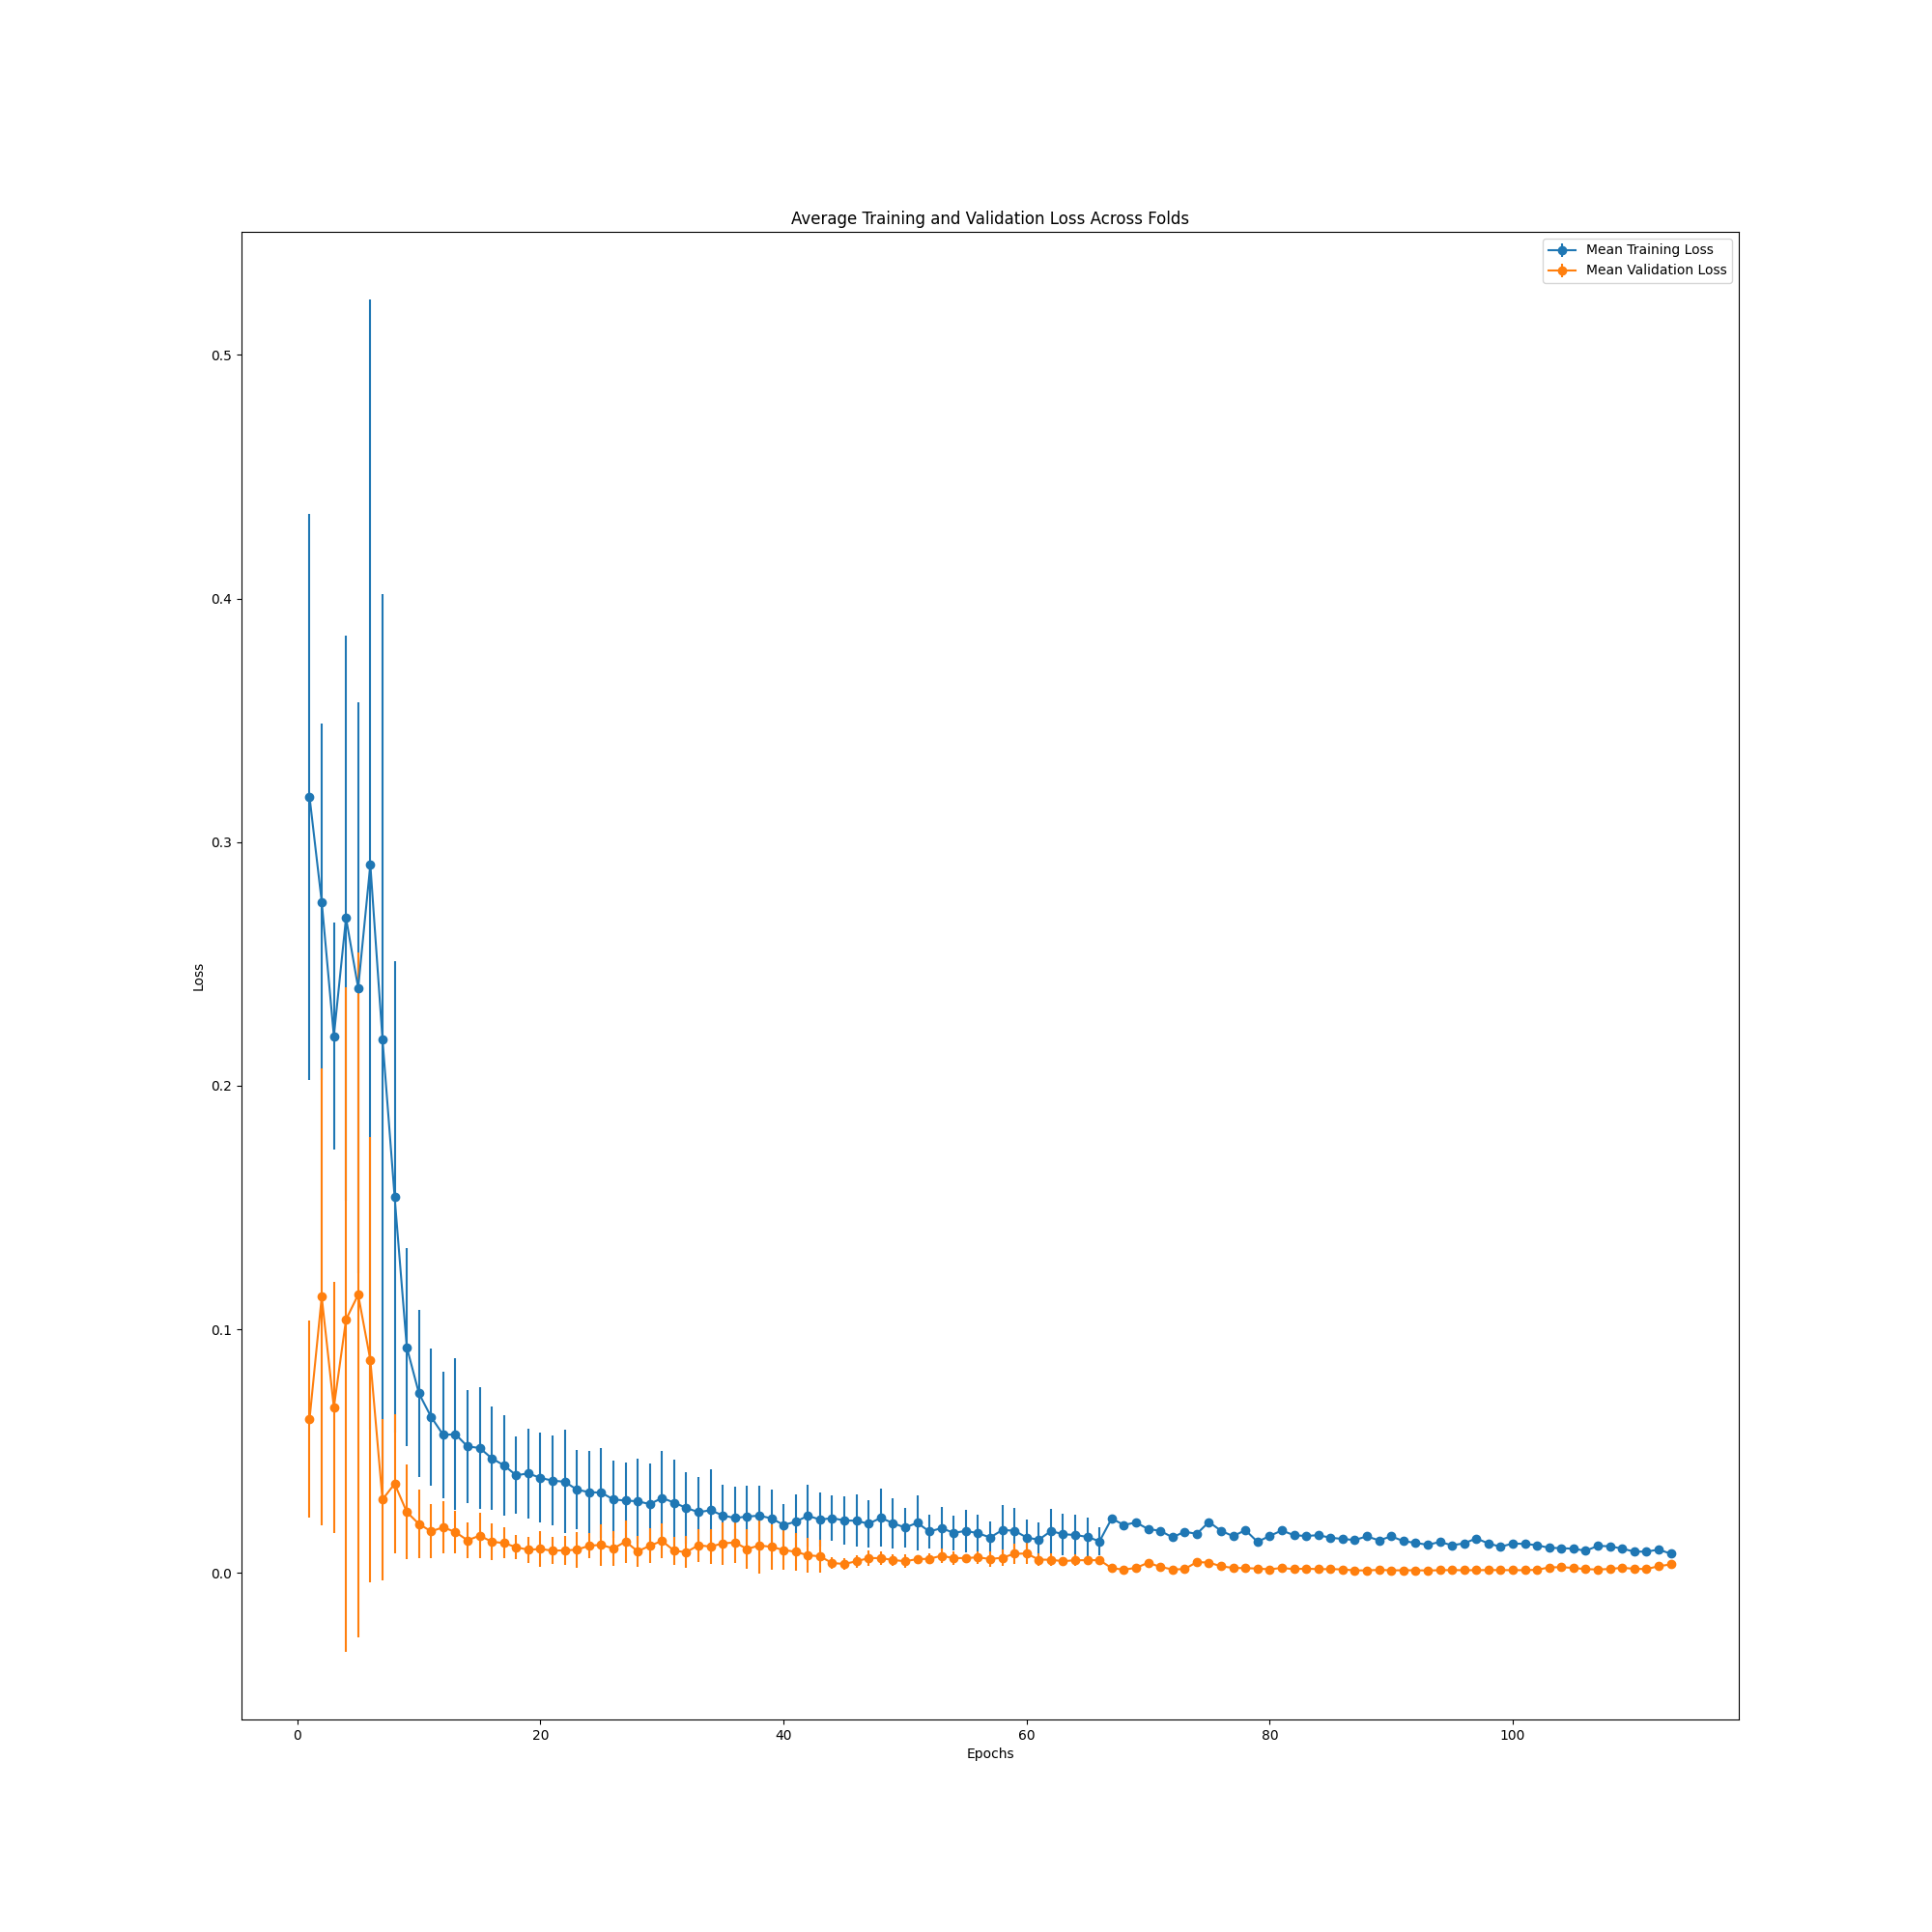 Average Training and Validation Loss Across Folds
Mean Training Loss
Mean Validation Loss
0.5
0.4
0.3
0.2
0.1
0.0
Loss
0 20 40 60 80 100
Epochs